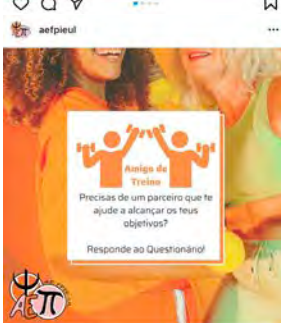 aefpieul
Amigo de
Treino
Precisas de um parceiro que te
ajude a alcançar os teus
objetivos?
Responde ao Questionário!